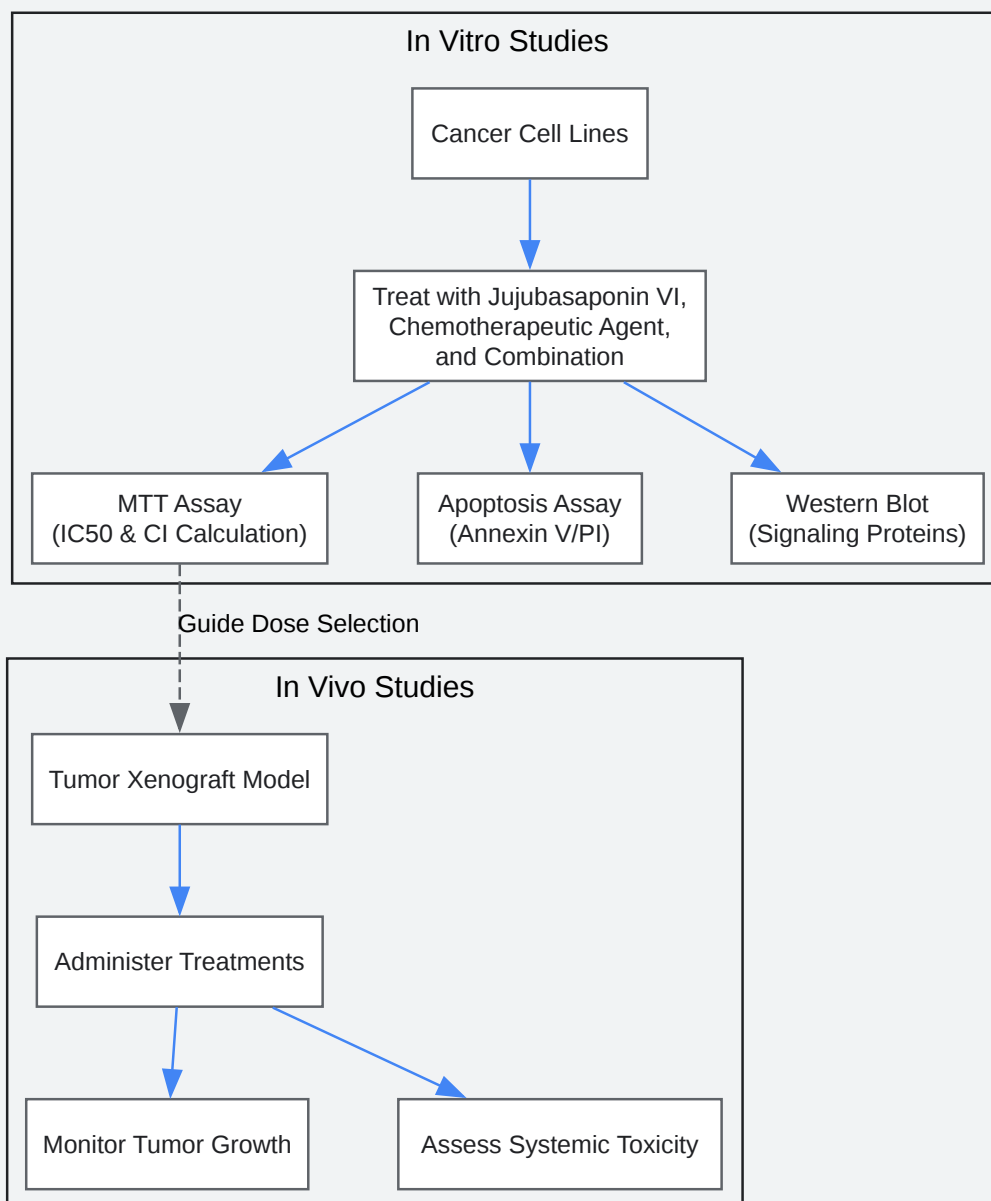 In Vitro Studies
Cancer Cell Lines
Treat with Jujubasaponin VI,
Chemotherapeutic Agent,
and Combination
MTT Assay
(IC50 & CI Calculation)
Apoptosis Assay
(Annexin V/PI)
Western Blot
(Signaling Proteins)
Guide Dose Selection
In Vivo Studies
Tumor Xenograft Model
Administer Treatments
Monitor Tumor Growth
Assess Systemic Toxicity